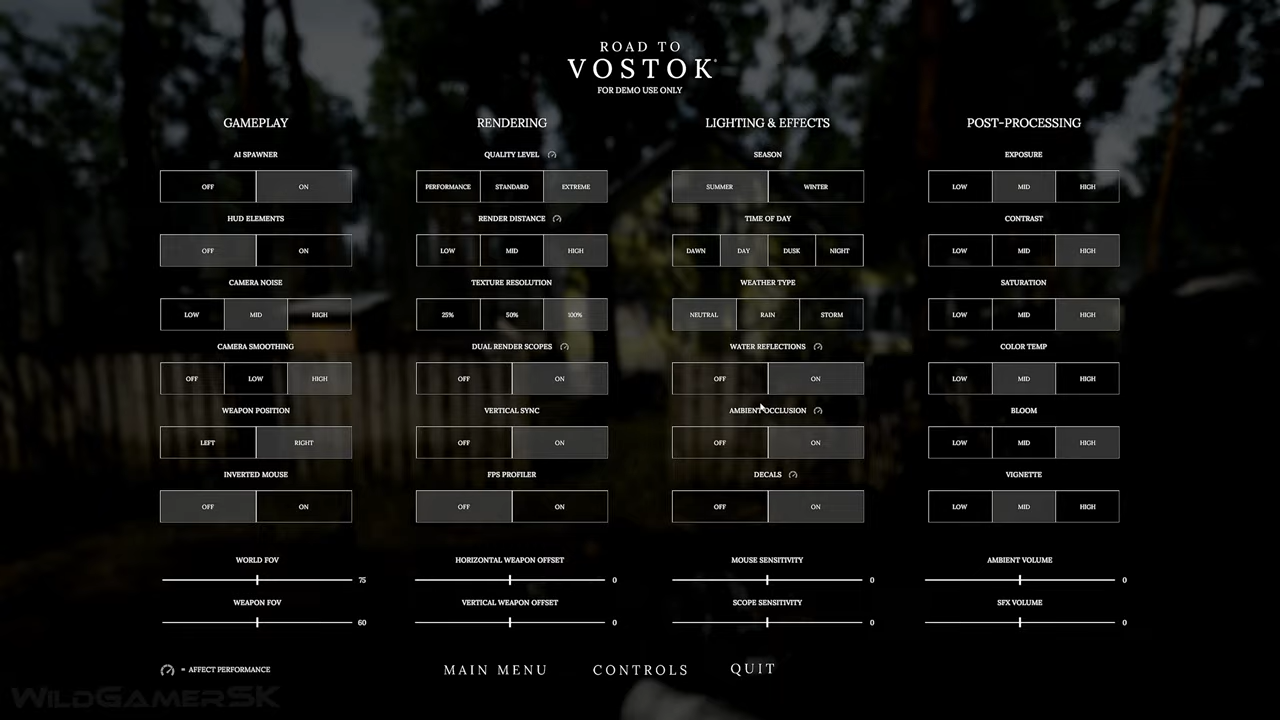 ROAD TO
VOSTOK
FOR DEMO USE ONLY
GAMEPLAY
AI SPAWNER
OFF ON
HUD ELEMENTS
OFF ON
CAMERA NOISE
LOW MID HIGH
CAMERA SMOOTHING
OFF LOW HIGH
WEAPON POSITION
LEFT RIGHT
INVERTED MOUSE
OFF ON
WORLD FOV
75
WEAPON FOV
60
RENDERING
QUALITY LEVEL
PERFORMANCE STANDARD EXTREME
RENDER DISTANCE
LOW MID HIGH
TEXTURE RESOLUTION
25% 50% 100%
DUAL RENDER SCOPES
OFF ON
VERTICAL SYNC
OFF ON
FPS PROFILER
OFF ON
HORIZONTAL WEAPON OFFSET
0
VERTICAL WEAPON OFFSET
0
LIGHTING & EFFECTS
SEASON
SUMMER WINTER
TIME OF DAY
DAWN DAY DUSK NIGHT
WEATHER TYPE
NEUTRAL RAIN STORM
WATER REFLECTIONS
OFF ON
AMBIENT OCCLUSION
OFF ON
DECALS
OFF ON
MOUSE SENSITIVITY
0
SCOPE SENSITIVITY
0
POST-PROCESSING
EXPOSURE
LOW MID HIGH
CONTRAST
LOW MID HIGH
SATURATION
LOW MID HIGH
COLOR TEMP
LOW MID HIGH
BLOOM
LOW MID HIGH
VIGNETTE
LOW MID HIGH
AMBIENT VOLUME
0
SFX VOLUME
0
= AFFECT PERFORMANCE
MAIN MENU CONTROLS QUIT
WILDGAMERSK